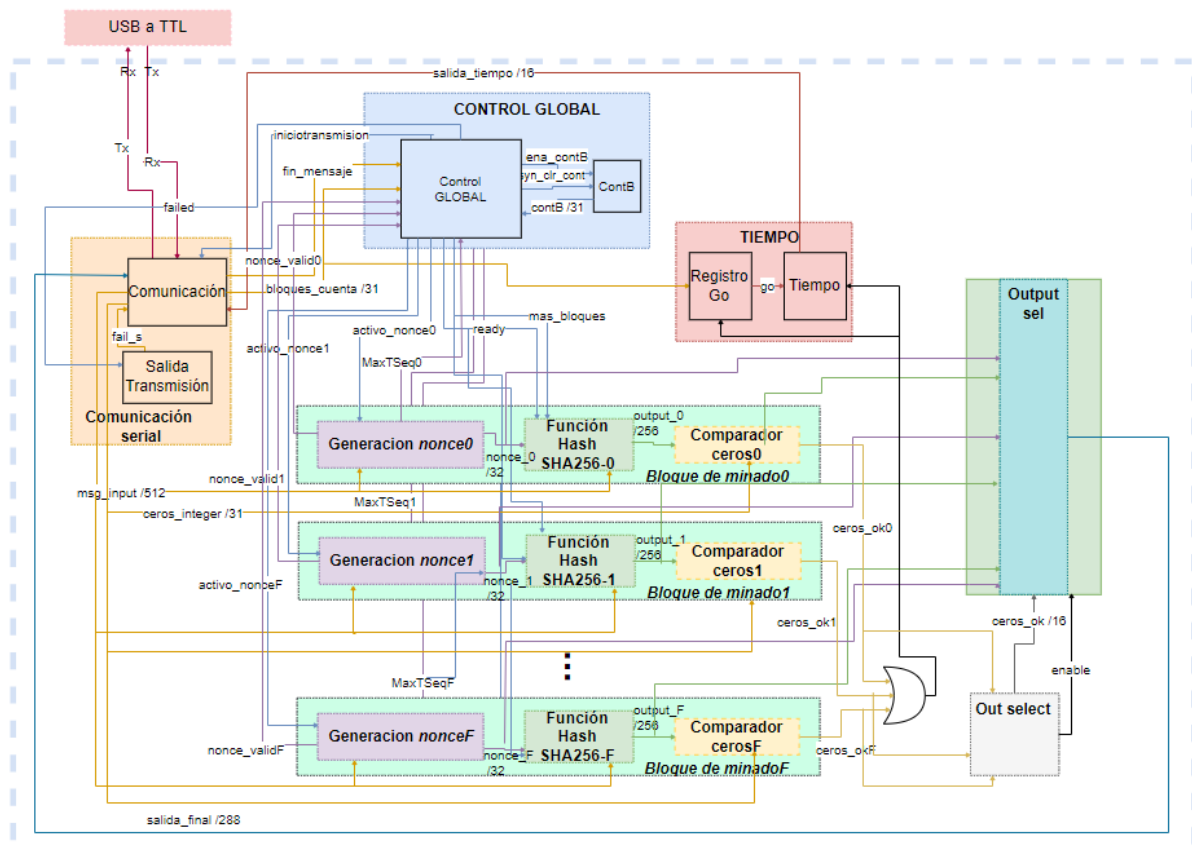 USB a TTL
Rx
Tx
salida_tiempo /16
CONTROL GLOBAL
iniciotransmision
Tx
Rx
fin_mensaje
Control
GLOBAL
ena_contB
syn_clr_cont
ContB
contB /31
failed
TIEMPO
nonce_valid0
Comunicación
bloques_cuenta /31
Registro
Go
go
Tiempo
Output
sel
fail_s
activo_nonce0
ready
mas_bloques
activo_nonce1
MaxTSeq0
Salida
Transmisión
Comunicación
serial
Generacion nonce0
nonce_0
/32
Función
Hash
SHA256-0
output_0
/256
Comparador
ceros0
Bloque de minado0
nonce_valid1
msg_input /512
MaxTSeq1
ceros_integer /31
ceros_ok0
Generacion nonce1
nonce_1
/32
Función
Hash
SHA256-1
output_1
/256
Comparador
ceros1
Bloque de minado1
activo_nonceF
ceros_ok1
ceros_ok /16
enable
MaxTSeqF
Out select
Generacion nonceF
nonce_F
/32
Función
Hash
SHA256-F
output_F
/256
Comparador
cerosF
Bloque de minadoF
nonce_validF
ceros_okF
salida_final /288